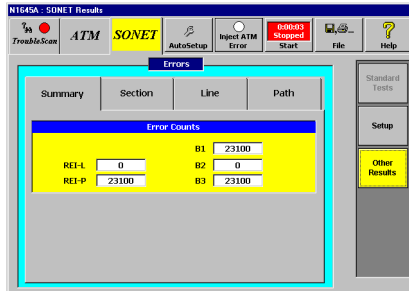 N1645A : SONET Results
TroubleScan
ATM
SONET
AutoSetup
Inject ATM
Error
0:00:03
Stopped
Start
File
?
Help
Errors
Standard
Tests
Summary
Section
Line
Path
Setup
Error Counts
B1 23100
REI-L 0 B2 0
REI-P 23100 B3 23100
Other
Results